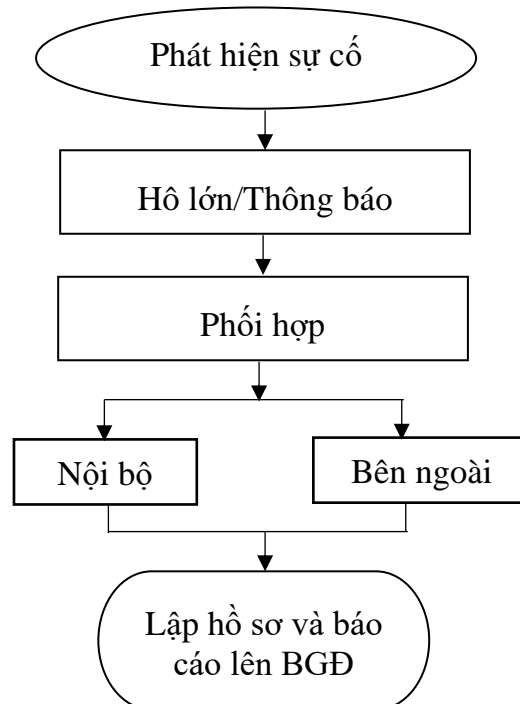 Phát hiện sự cố
Hô lớn/Thông báo
Phối hợp
Nội bộ
Bên ngoài
Lập hồ sơ và báo
cáo lên BGĐ